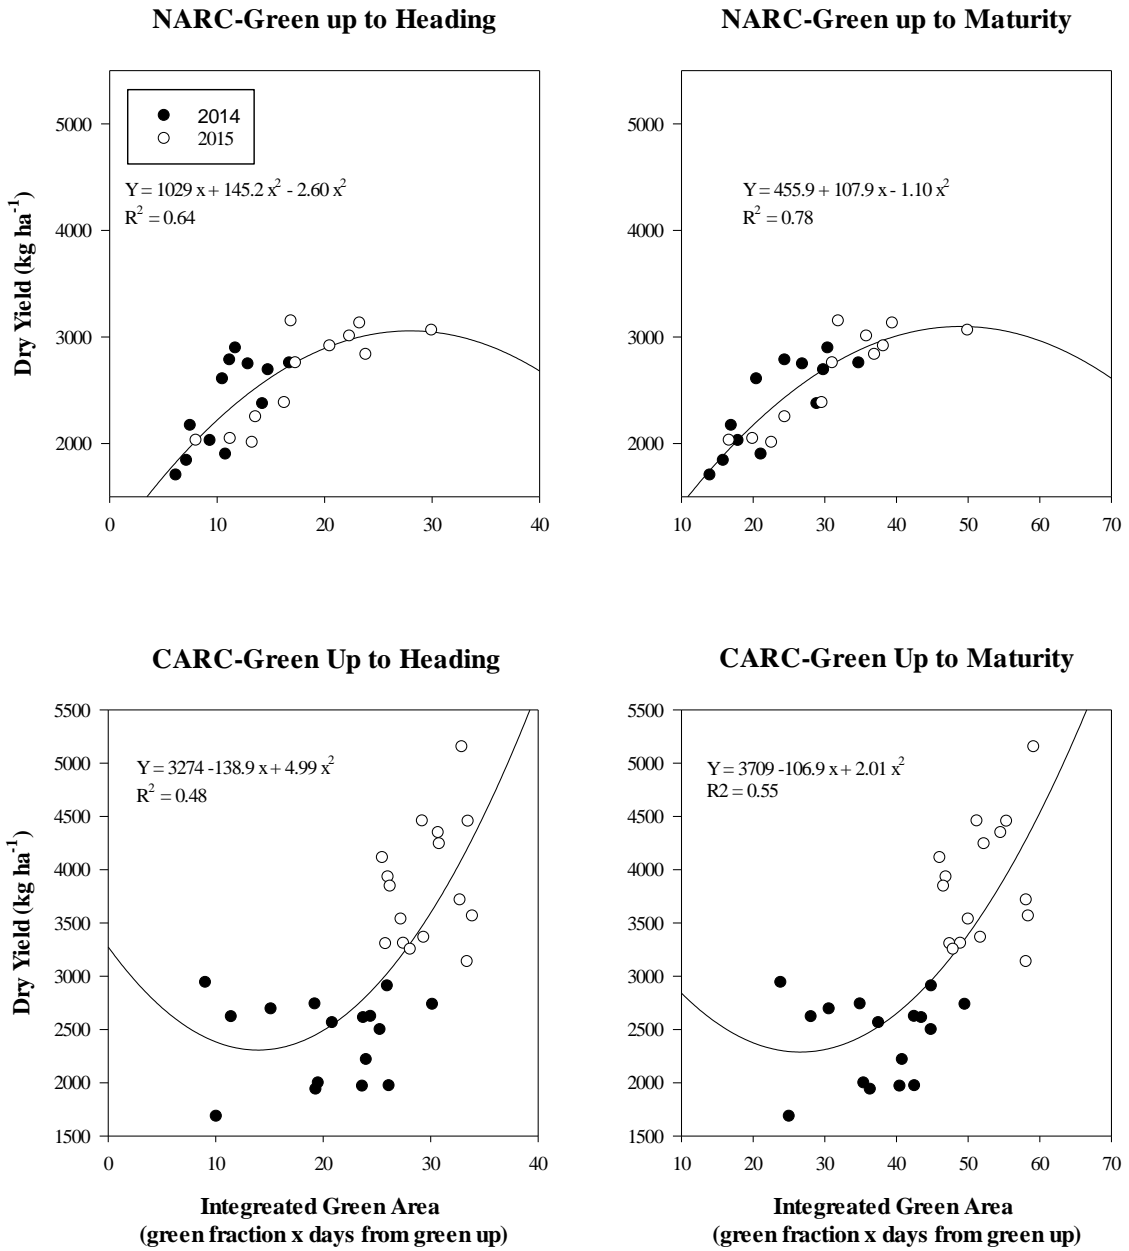 NARC-Green up to Heading
NARC-Green up to Maturity
Dry Yield (kg ha⁻¹)
5000
4000
3000
2000
2014
2015
Y = 1029 x + 145.2 x² - 2.60 x²
R² = 0.64
0 10 20 30 40
Y = 455.9 + 107.9 x - 1.10 x²
R² = 0.78
10 20 30 40 50 60 70
CARC-Green Up to Heading
CARC-Green Up to Maturity
Dry Yield (kg ha⁻¹)
5500
5000
4500
4000
3500
3000
2500
2000
1500
Y = 3274 -138.9 x + 4.99 x²
R² = 0.48
0 10 20 30 40
Integreated Green Area
(green fraction x days from green up)
5500
5000
4500
4000
3500
3000
2500
2000
1500
Y = 3709 -106.9 x + 2.01 x²
R2 = 0.55
10 20 30 40 50 60 70
Integreated Green Area
(green fraction x days from green up)